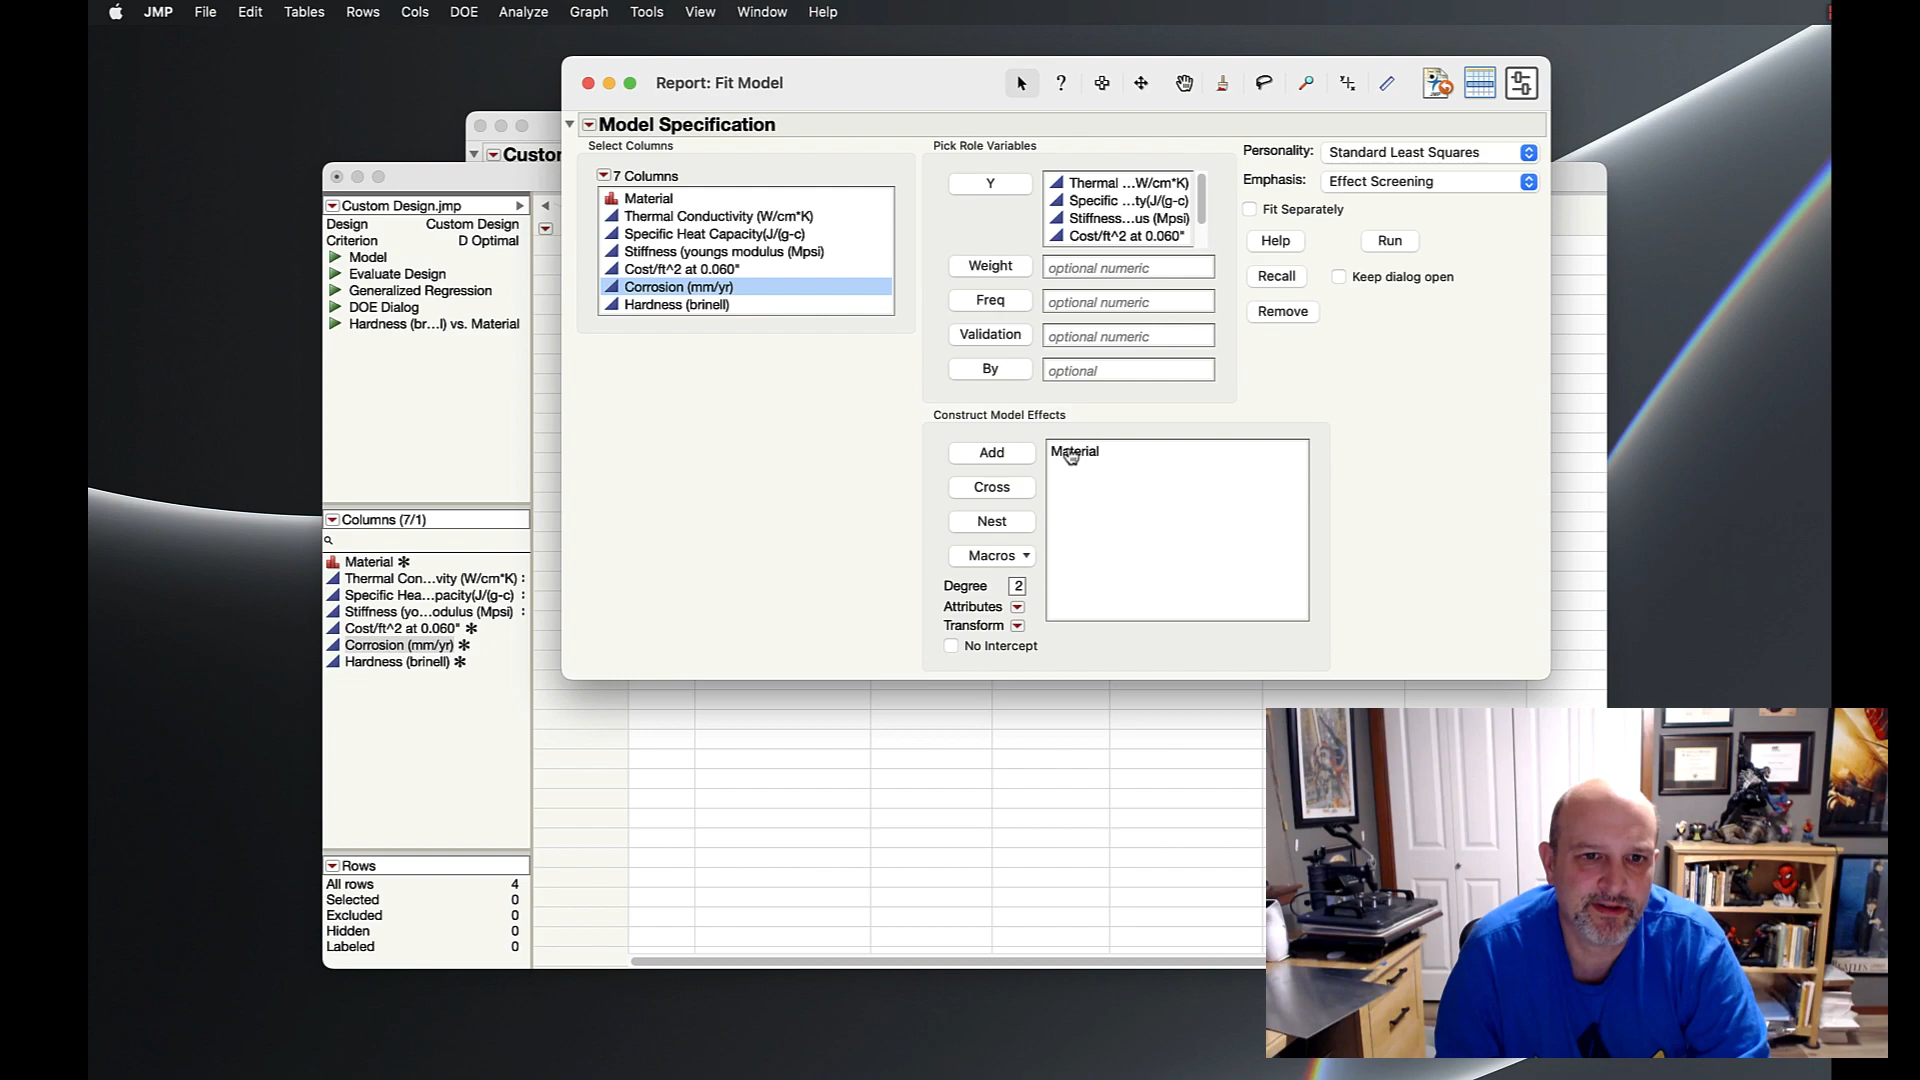 JMP File Edit Tables Rows Cols DOE Analyze Graph Tools View Window Help
Report: Fit Model
Model Specification
Custom
Select Columns
7 Columns
Material
Thermal Conductivity (W/cm*K)
Specific Heat Capacity(J/(g-c)
Stiffness (youngs modulus (Mpsi)
Cost/ft^2 at 0.060"
Corrosion (mm/yr)
Hardness (brinell)
Pick Role Variables
Y
Thermal ...W/cm*K)
Specific ...ty(J/(g-c)
Stiffness...us (Mpsi)
Cost/ft^2 at 0.060"
Weight
optional numeric
Freq
optional numeric
Validation
optional numeric
By
optional
Personality:
Standard Least Squares
Emphasis:
Effect Screening
Fit Separately
Help
Run
Recall
Keep dialog open
Remove
Construct Model Effects
Add
Material
Cross
Nest
Macros
Degree 2
Attributes
Transform
No Intercept
Custom Design.jmp
Design Custom Design
Criterion D Optimal
Model
Evaluate Design
Generalized Regression
DOE Dialog
Hardness (br...l) vs. Material
Columns (7/1)
Material
Thermal Con...vity (W/cm*K)
Specific Hea...pacity(J/(g-c)
Stiffness (yo...odulus (Mpsi)
Cost/ft^2 at 0.060"
Corrosion (mm/yr)
Hardness (brinell)
Rows
All rows 4
Selected 0
Excluded 0
Hidden 0
Labeled 0